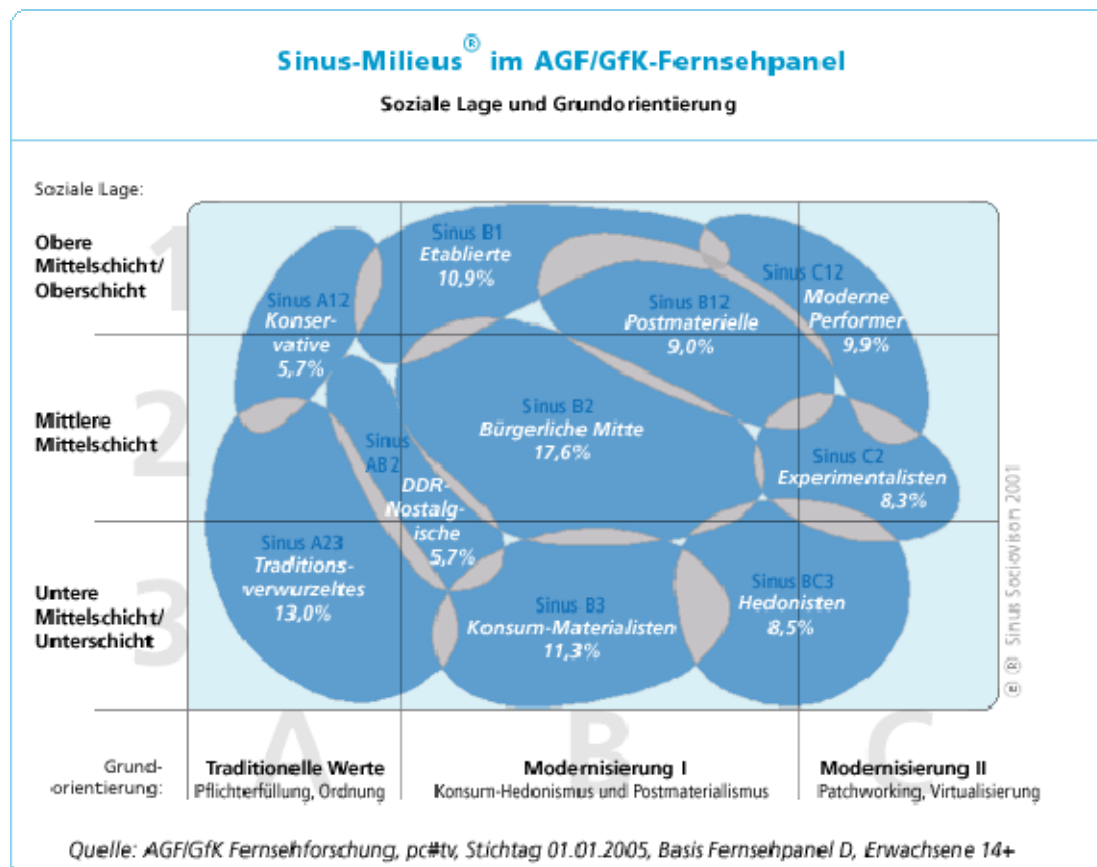 Sinus-Milieus® im AGF/GfK-Fernsehpanel
Soziale Lage und Grundorientiierung
Soziale Lage:
1
Obere
Mittelschicht/
Oberschicht
2
Mittlere
Mittelschicht
3
Untere
Mittelschicht/
Unterschicht
Sinus B1
Etablierte
10,9%
Sinus A12
Konser-
vative
5,7%
Sinus B12
Postmaterielle
9,0%
Sinus C12
Moderne
Performer
9,9%
Sinus B2
Bürgerliche Mitte
17,6%
Sinus
AB2
DDR-
Nostalg-
ische
5,7%
Sinus C2
Experimentalisten
8,3%
Sinus A23
Traditions-
verwurzeltes
13,0%
Sinus B3
Konsum-Materialisten
11,3%
Sinus BC3
Hedonisten
8,5%
® Sinus Sociovision 2001
A
B
C
Grund-
orientierung:
Traditionelle Werte
Pflichterfüllung, Ordnung
Modernisierung I
Konsum-Hedonismus und Postmaterialismus
Modernisierung II
Patchworking, Virtualisierung
Quelle: AGF/GfK Fernsehforschung, pc#tv, Stichtag 01.01.2005, Basis Fernsehpanel D, Erwachsene 14+